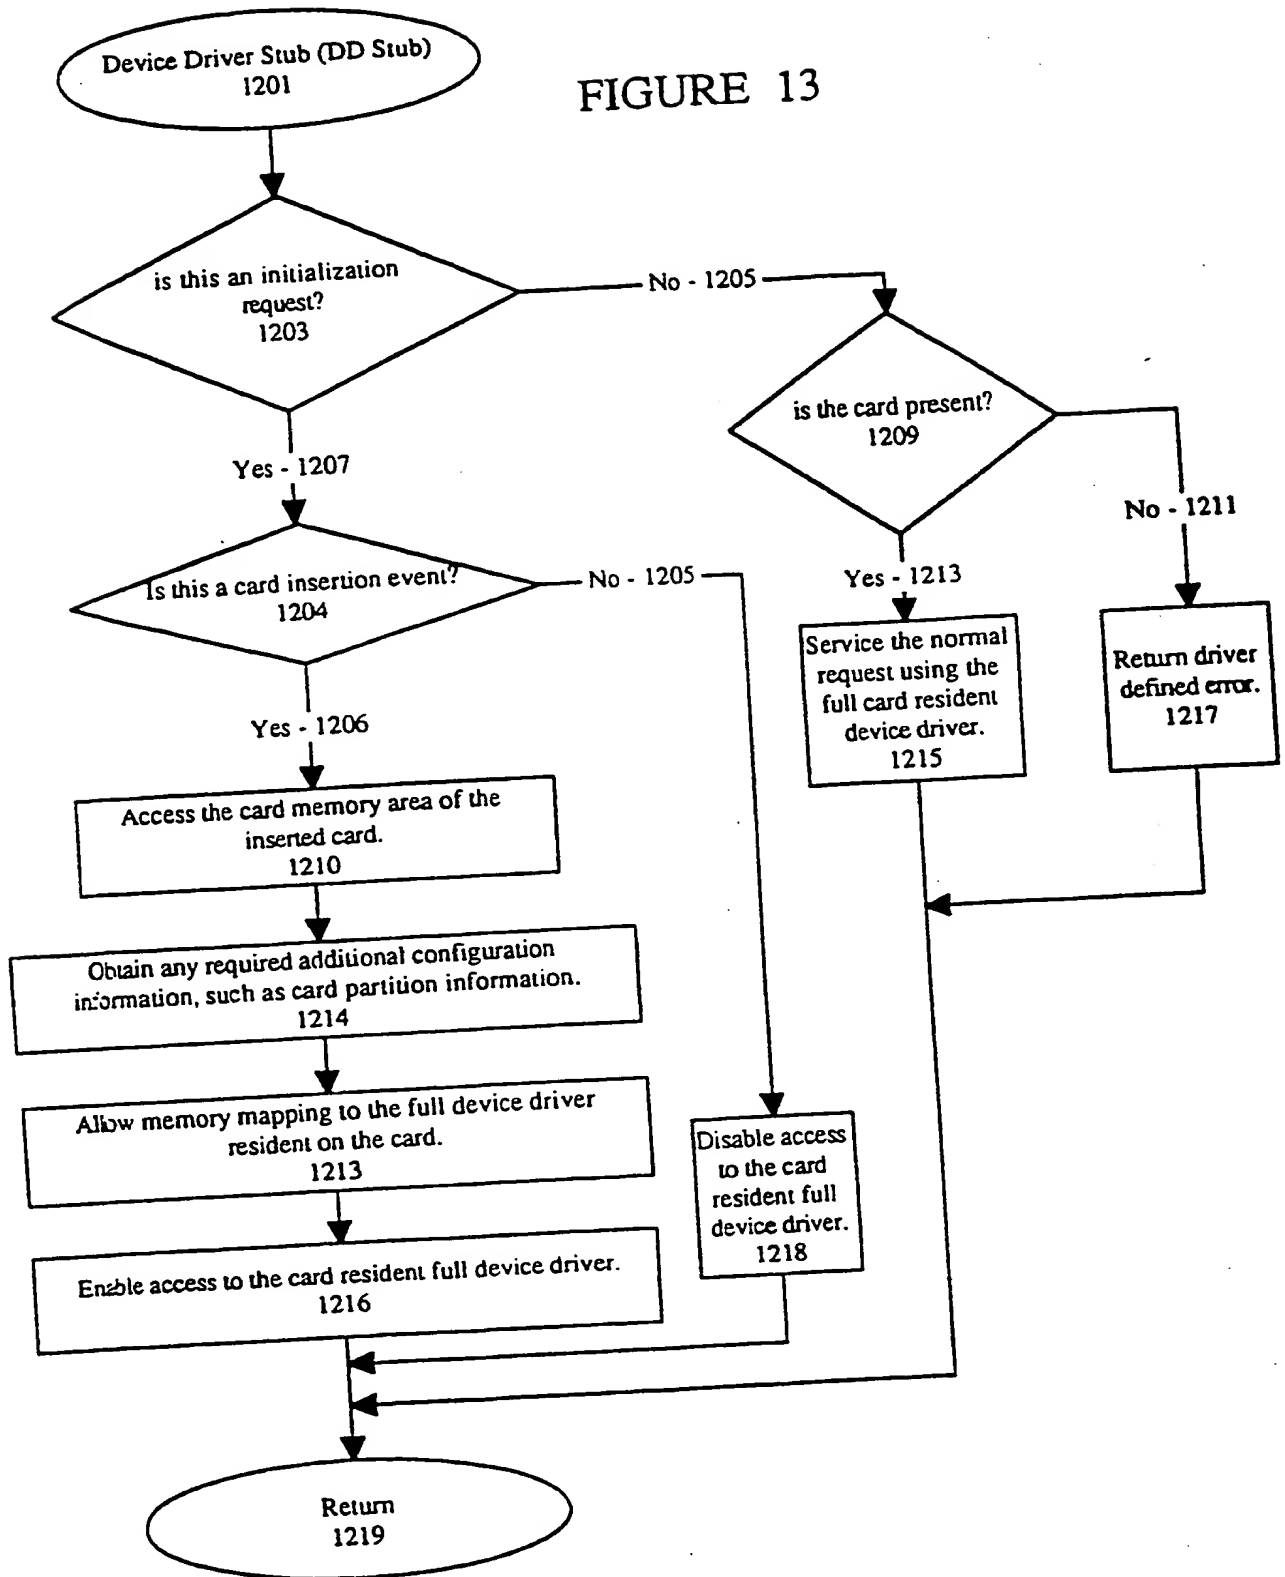 Device Driver Stub (DD Stub)
1201
FIGURE 13
is this an initialization
request?
1203
No - 1205
is the card present?
1209
Yes - 1207
No - 1211
Is this a card insertion event?
1204
No - 1205
Yes - 1213
Service the normal
request using the
full card resident
device driver.
1215
Return driver
defined error.
1217
Yes - 1206
Access the card memory area of the
inserted card.
1210
Obtain any required additional configuration
information, such as card partition information.
1214
Allow memory mapping to the full device driver
resident on the card.
1213
Disable access
to the card
resident full
device driver.
1218
Enable access to the card resident full device driver.
1216
Return
1219